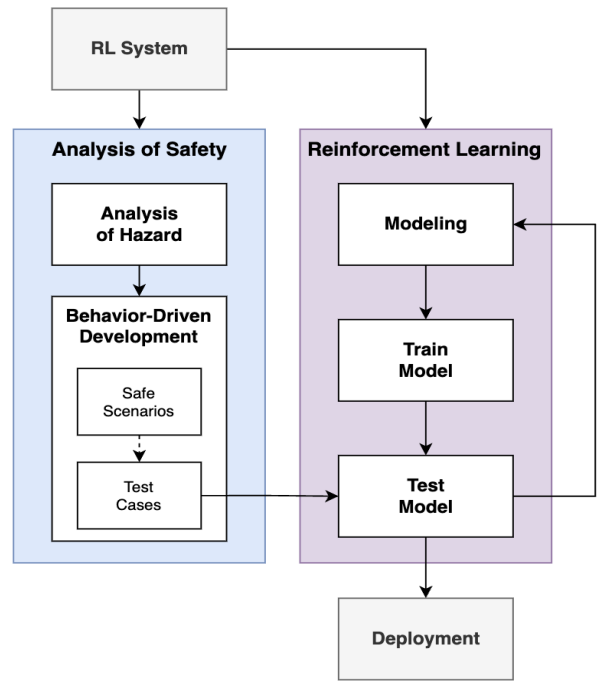 RL System
Analysis of Safety
Analysis
of Hazard
Behavior-Driven
Development
Safe
Scenarios
Test
Cases
Reinforcement Learning
Modeling
Train
Model
Test
Model
Deployment